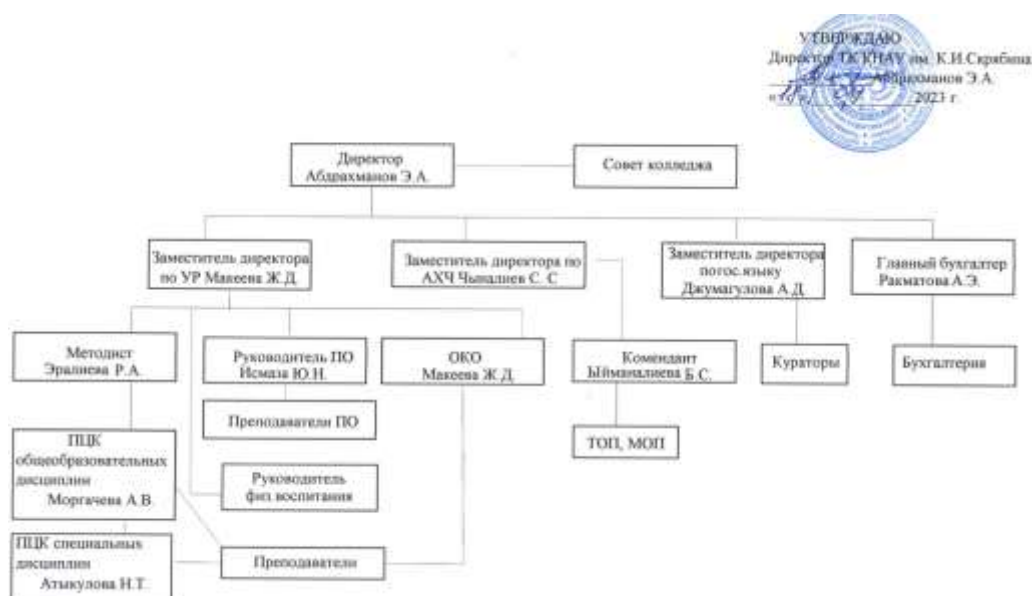 УТВЕРЖДАЮ
Директор ТК КНАУ им. К.И.Скрябина
Абдрахманов Э.А.
2023 г.
Директор
Абдрахманов Э.А.
Совет колледжа
Заместитель директора
по УР Макеева Ж.Д.
Заместитель директора по
АХЧ Чыналиев С. С
Заместитель директора
погос.языку
Джумагулова А.Д
Главный бухгалтер
Ракматова А.Э.
Методист
Эралиева Р.А.
Руководитель ПО
Исмаза Ю.Н.
ОКО
Макеева Ж.Д.
Комендант
Ыйманалиева Б.С.
Кураторы
Бухгалтерия
Преподаватели ПО
ТОП, МОП
ПЦК
общеобразовательных
дисциплин
Моргачева А.В.
Руководитель
физ воспитания
ПЦК специальных
дисциплин
Атыкулова Н.Т.
Преподаватели